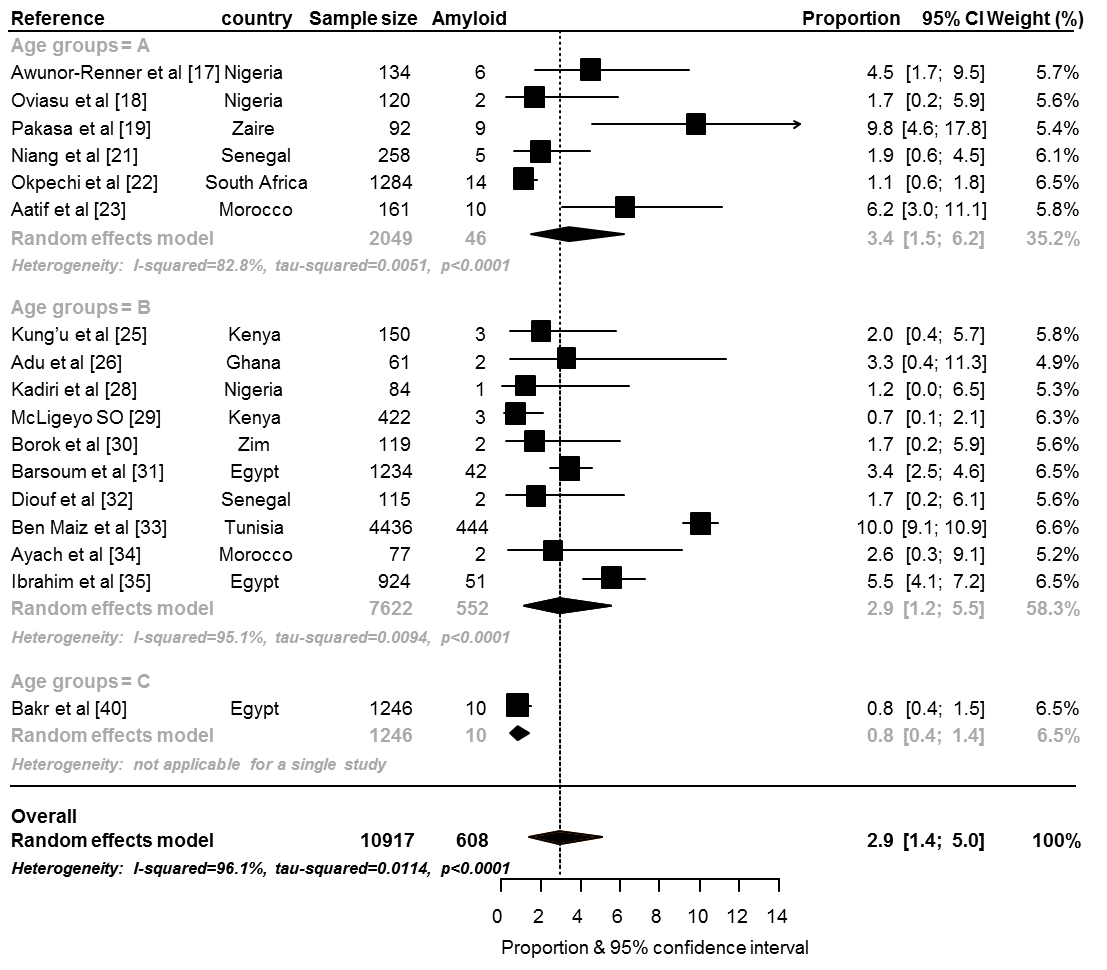 Reference country Sample size Amyloid Proportion 95% CI Weight (%)
Age groups = A
Awunor-Renner et al [17] Nigeria 134 6 4.5 [1.7; 9.5] 5.7%
Oviasu et al [18] Nigeria 120 2 1.7 [0.2; 5.9] 5.6%
Pakasa et al [19] Zaire 92 9 9.8 [4.6; 17.8] 5.4%
Niang et al [21] Senegal 258 5 1.9 [0.6; 4.5] 6.1%
Okpechi et al [22] South Africa 1284 14 1.1 [0.6; 1.8] 6.5%
Aatif et al [23] Morocco 161 10 6.2 [3.0; 11.1] 5.8%
Random effects model 2049 46 3.4 [1.5; 6.2] 35.2%
Heterogeneity: I-squared=82.8%, tau-squared=0.0051, p<0.0001
Age groups = B
Kung’u et al [25] Kenya 150 3 2.0 [0.4; 5.7] 5.8%
Adu et al [26] Ghana 61 2 3.3 [0.4; 11.3] 4.9%
Kadiri et al [28] Nigeria 84 1 1.2 [0.0; 6.5] 5.3%
McLigeyo SO [29] Kenya 422 3 0.7 [0.1; 2.1] 6.3%
Borok et al [30] Zim 119 2 1.7 [0.2; 5.9] 5.6%
Barsoum et al [31] Egypt 1234 42 3.4 [2.5; 4.6] 6.5%
Diouf et al [32] Senegal 115 2 1.7 [0.2; 6.1] 5.6%
Ben Maiz et al [33] Tunisia 4436 444 10.0 [9.1; 10.9] 6.6%
Ayach et al [34] Morocco 77 2 2.6 [0.3; 9.1] 5.2%
Ibrahim et al [35] Egypt 924 51 5.5 [4.1; 7.2] 6.5%
Random effects model 7622 552 2.9 [1.2; 5.5] 58.3%
Heterogeneity: I-squared=95.1%, tau-squared=0.0094, p<0.0001
Age groups = C
Bakr et al [40] Egypt 1246 10 0.8 [0.4; 1.5] 6.5%
Random effects model 1246 10 0.8 [0.4; 1.4] 6.5%
Heterogeneity: not applicable for a single study
Overall
Random effects model 10917 608 2.9 [1.4; 5.0] 100%
Heterogeneity: I-squared=96.1%, tau-squared=0.0114, p<0.0001
0 2 4 6 8 10 12 14
Proportion & 95% confidence interval